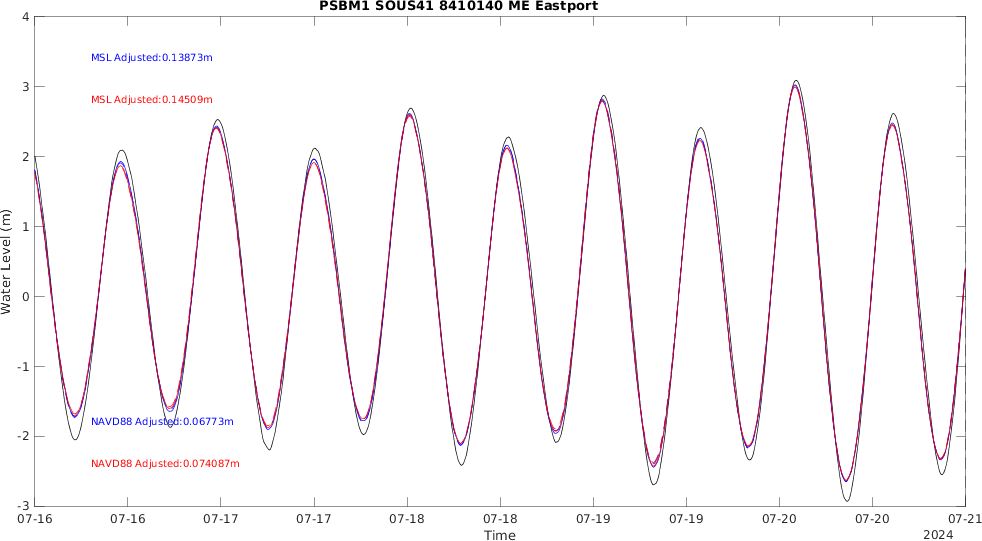 PSBM1 SOUS41 8410140 ME Eastport
4
MSL Adjusted:0.13873m
3
MSL Adjusted:0.14509m
2
1
Water Level (m)
0
-1
NAVD88 Adjusted:0.06773m
-2
NAVD88 Adjusted:0.074087m
-3
07-16 07-16 07-17 07-17 07-18 07-18 07-19 07-19 07-20 07-20 07-21
Time
2024